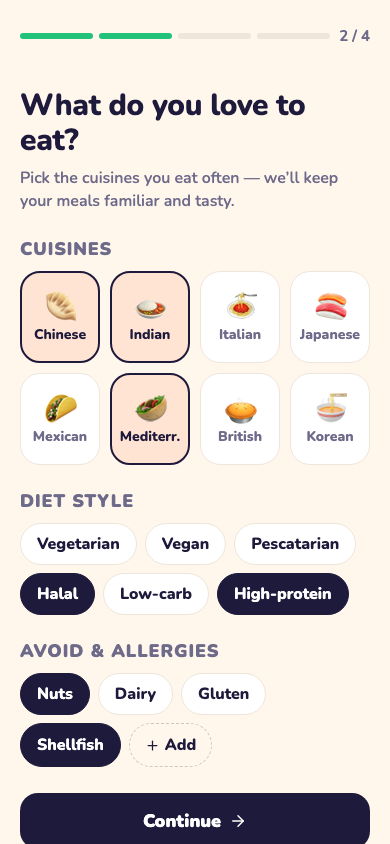 2 / 4
What do you love to
eat?
Pick the cuisines you eat often — we'll keep
your meals familiar and tasty.
CUISINES
Chinese
Indian
Italian
Japanese
Mexican
Mediterr.
British
Korean
DIET STYLE
Vegetarian
Vegan
Pescatarian
Halal
Low-carb
High-protein
AVOID & ALLERGIES
Nuts
Dairy
Gluten
Shellfish
+ Add
Continue →